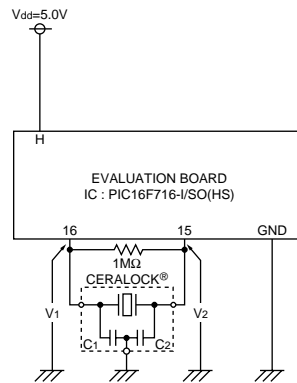 Vdd=5.0V
H
EVALUATION BOARD
IC : PIC16F716-I/SO(HS)
16 15 GND
1MΩ
CERALOCK®
V1 V2
C1 C2